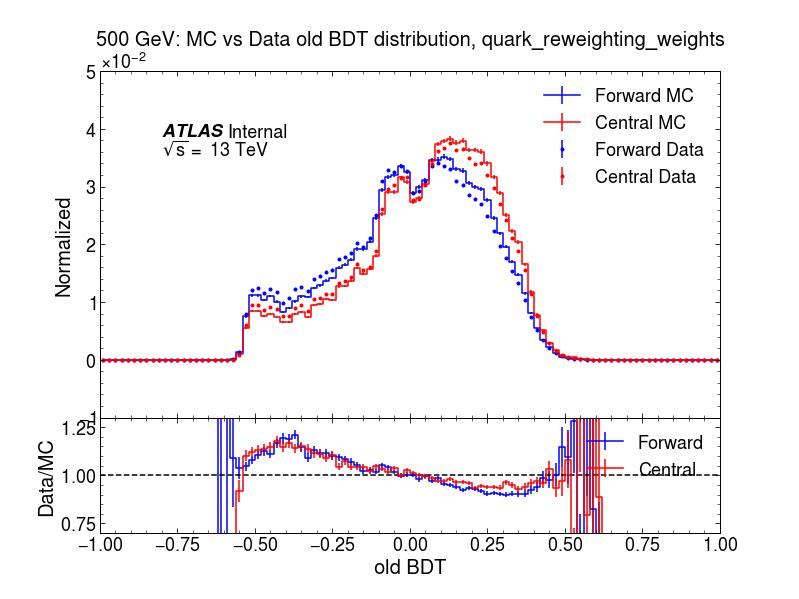 500 GeV: MC vs Data old BDT distribution, quark_reweighting_weights
×10⁻²
5
4
3
2
1
0
−1
Normalized
ATLAS Internal
√s = 13 TeV
Forward MC
Central MC
Forward Data
Central Data
1.25
1.00
0.75
Data/MC
Forward
Central
−1.00 −0.75 −0.50 −0.25 0.00 0.25 0.50 0.75 1.00
old BDT